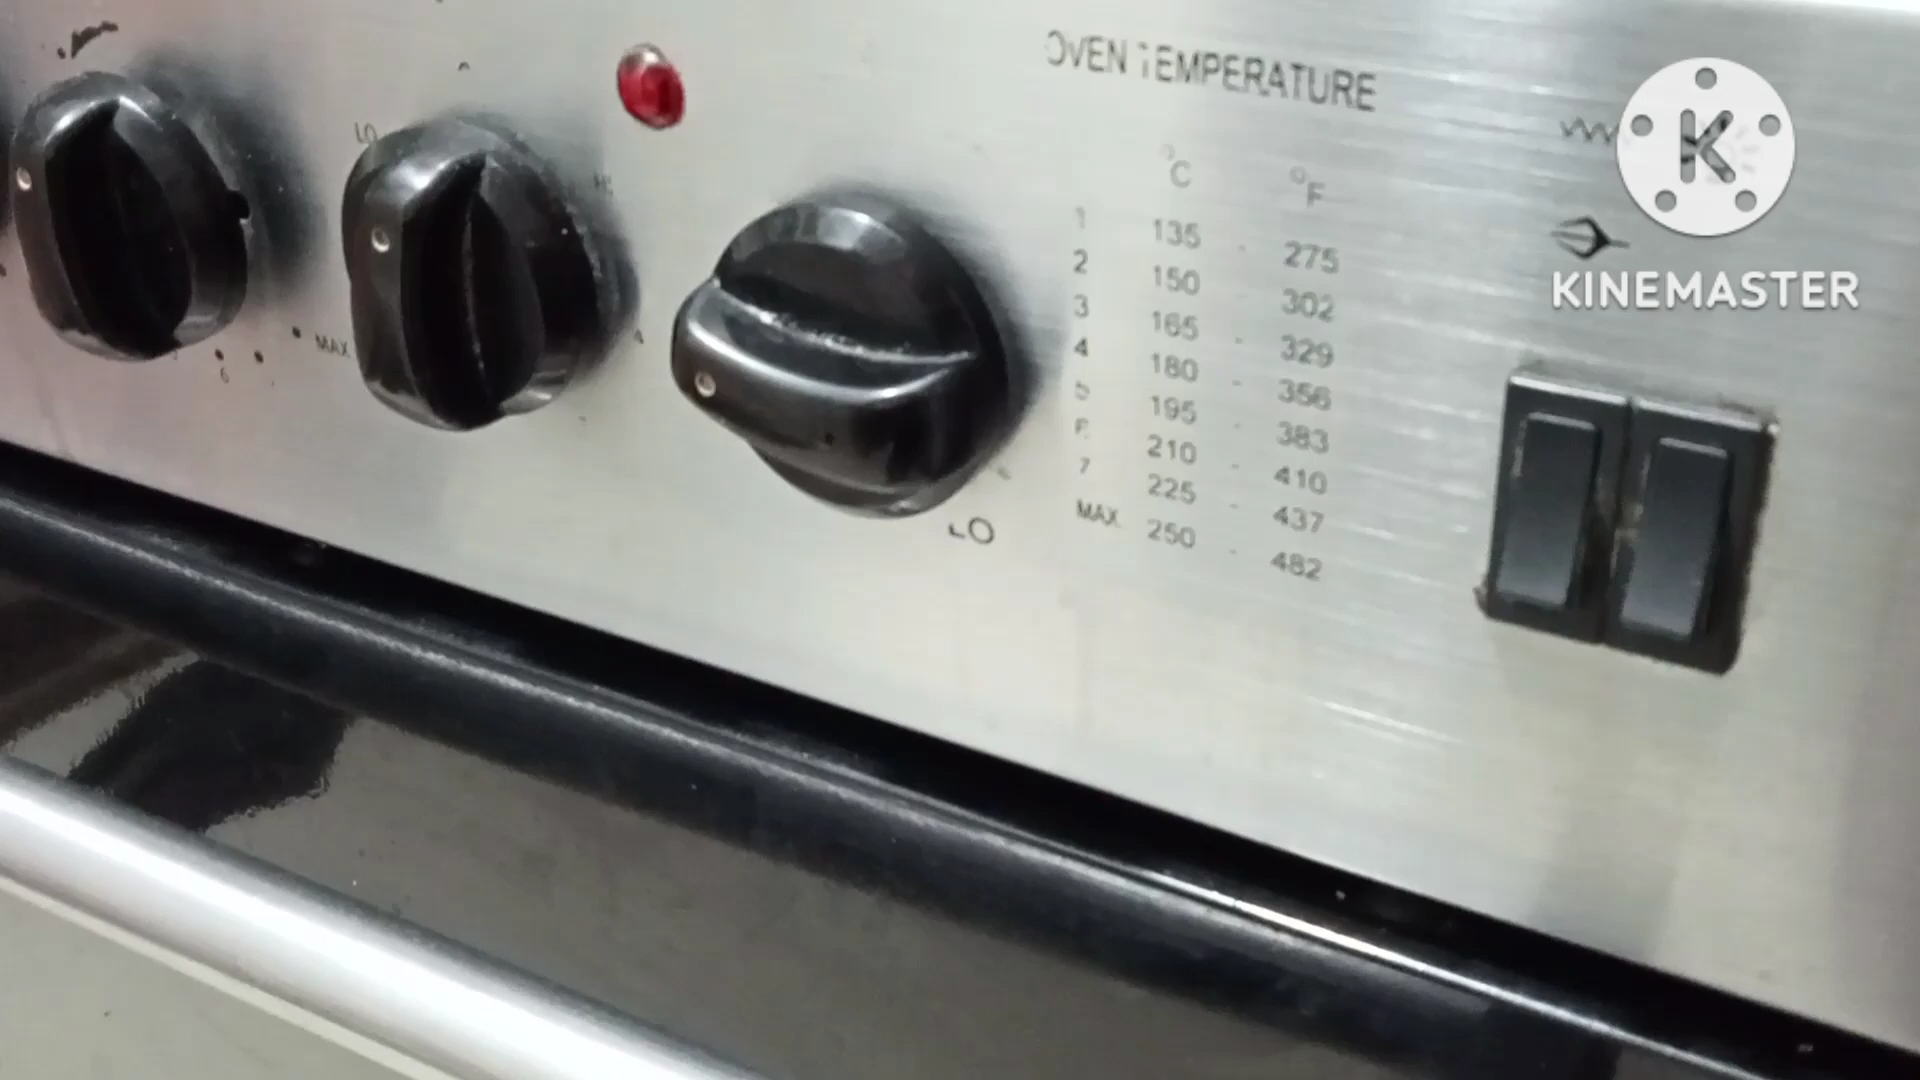 OVEN TEMPERATURE
°C °F
1 135 - 275
2 150 302
3 165 - 329
4 180 - 356
5 195 - 383
210 - 410
7 225 - 437
MAX 250 - 482
LO
MAX
6
4
LO
K
KINEMASTER